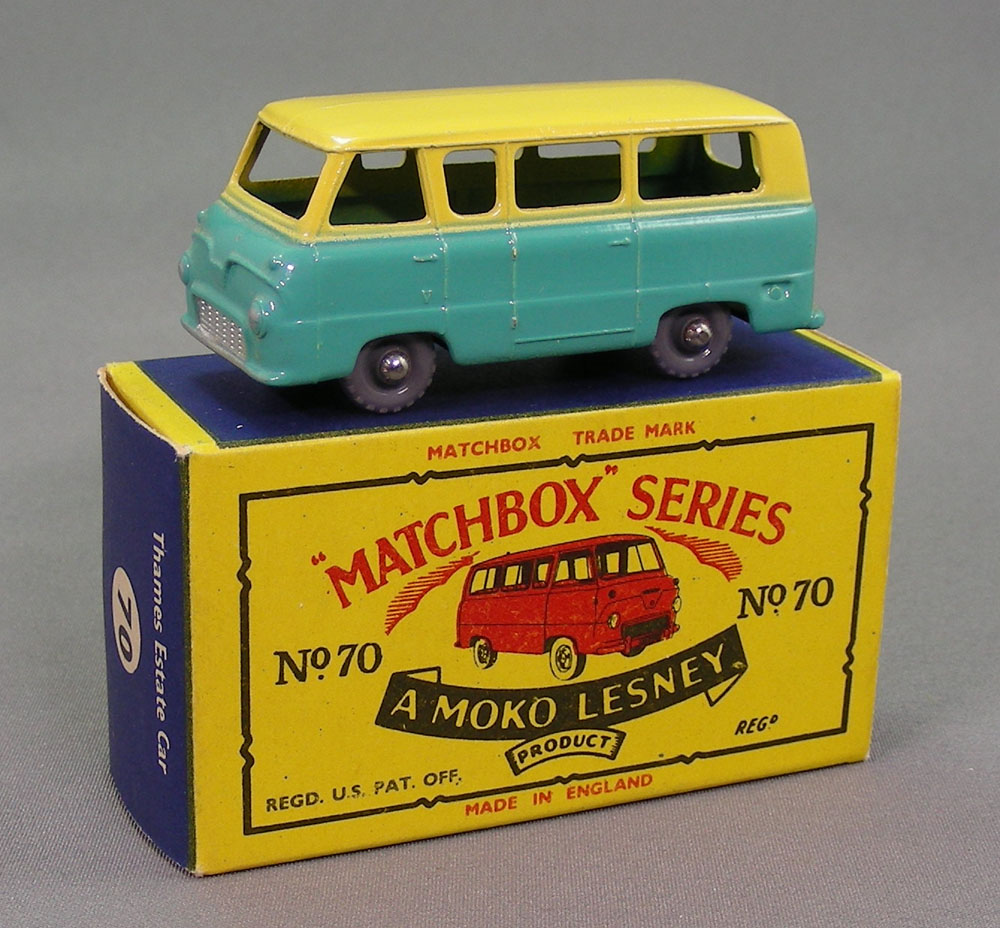 MATCHBOX TRADE MARK
"MATCHBOX" SERIES
Nº 70
Nº 70
A MOKO LESNEY
PRODUCT
REGD
REGD. U.S. PAT. OFF.
MADE IN ENGLAND
Thames Estate Car
70